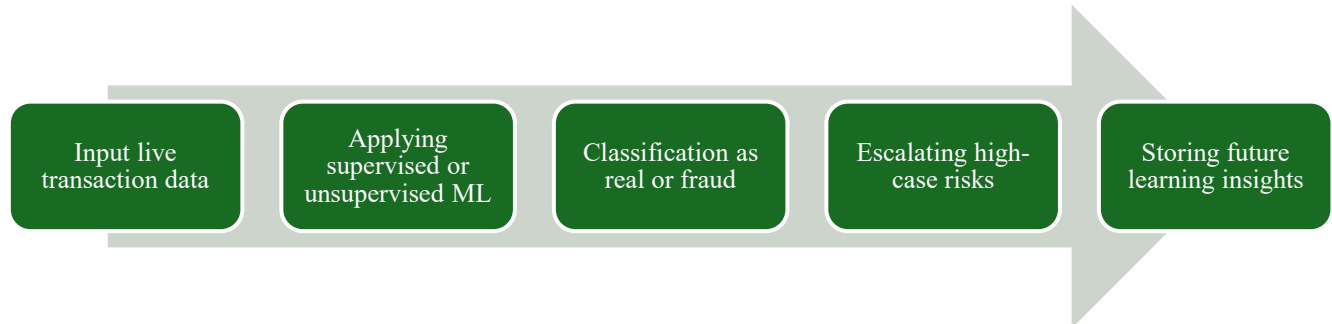 Input live
transaction data
Applying
supervised or
unsupervised ML
Classification as
real or fraud
Escalating high-
case risks
Storing future
learning insights